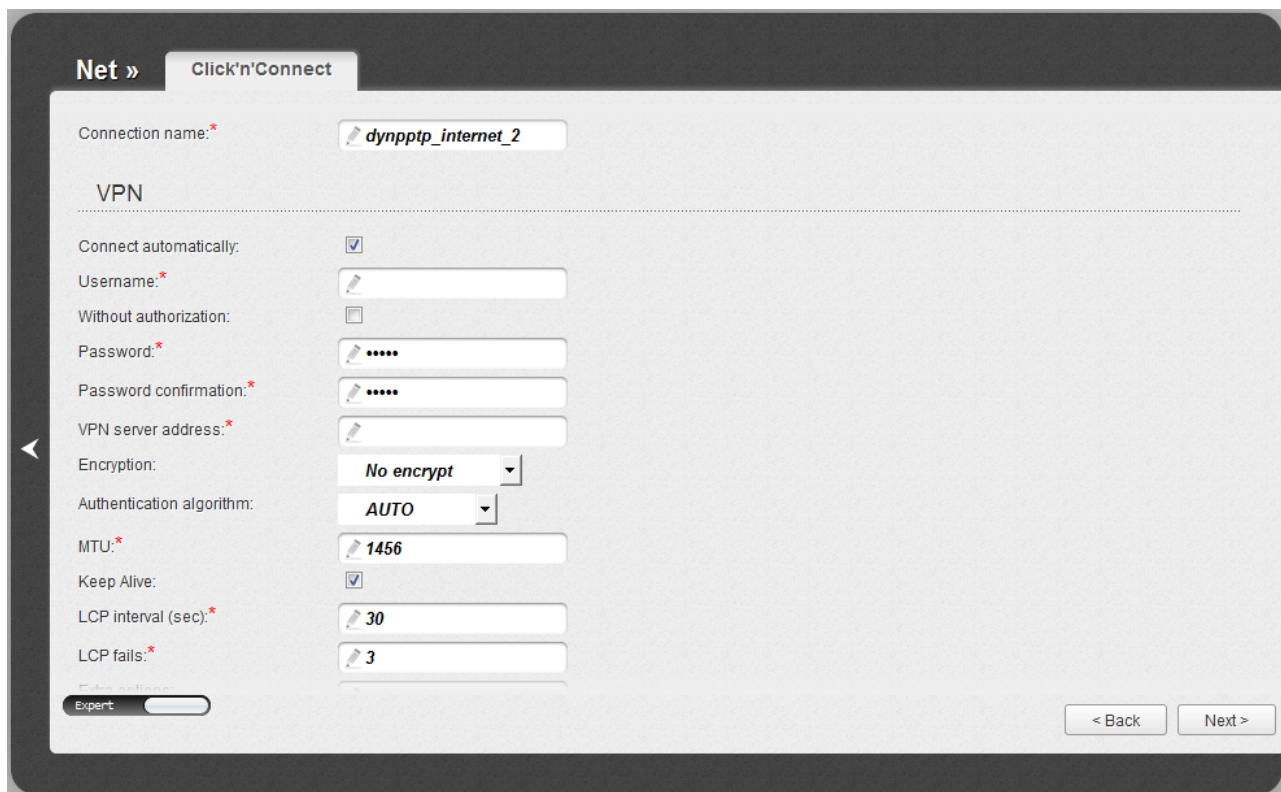 Net » Click'n'Connect
Connection name:* dynpptp_internet_2
VPN
Connect automatically:
Username:*
Without authorization:
Password:* •••••
Password confirmation:* •••••
VPN server address:*
Encryption: No encrypt
Authentication algorithm: AUTO
MTU:* 1456
Keep Alive:
LCP interval (sec):* 30
LCP fails:* 3
Extra options:
Expert
< Back Next >